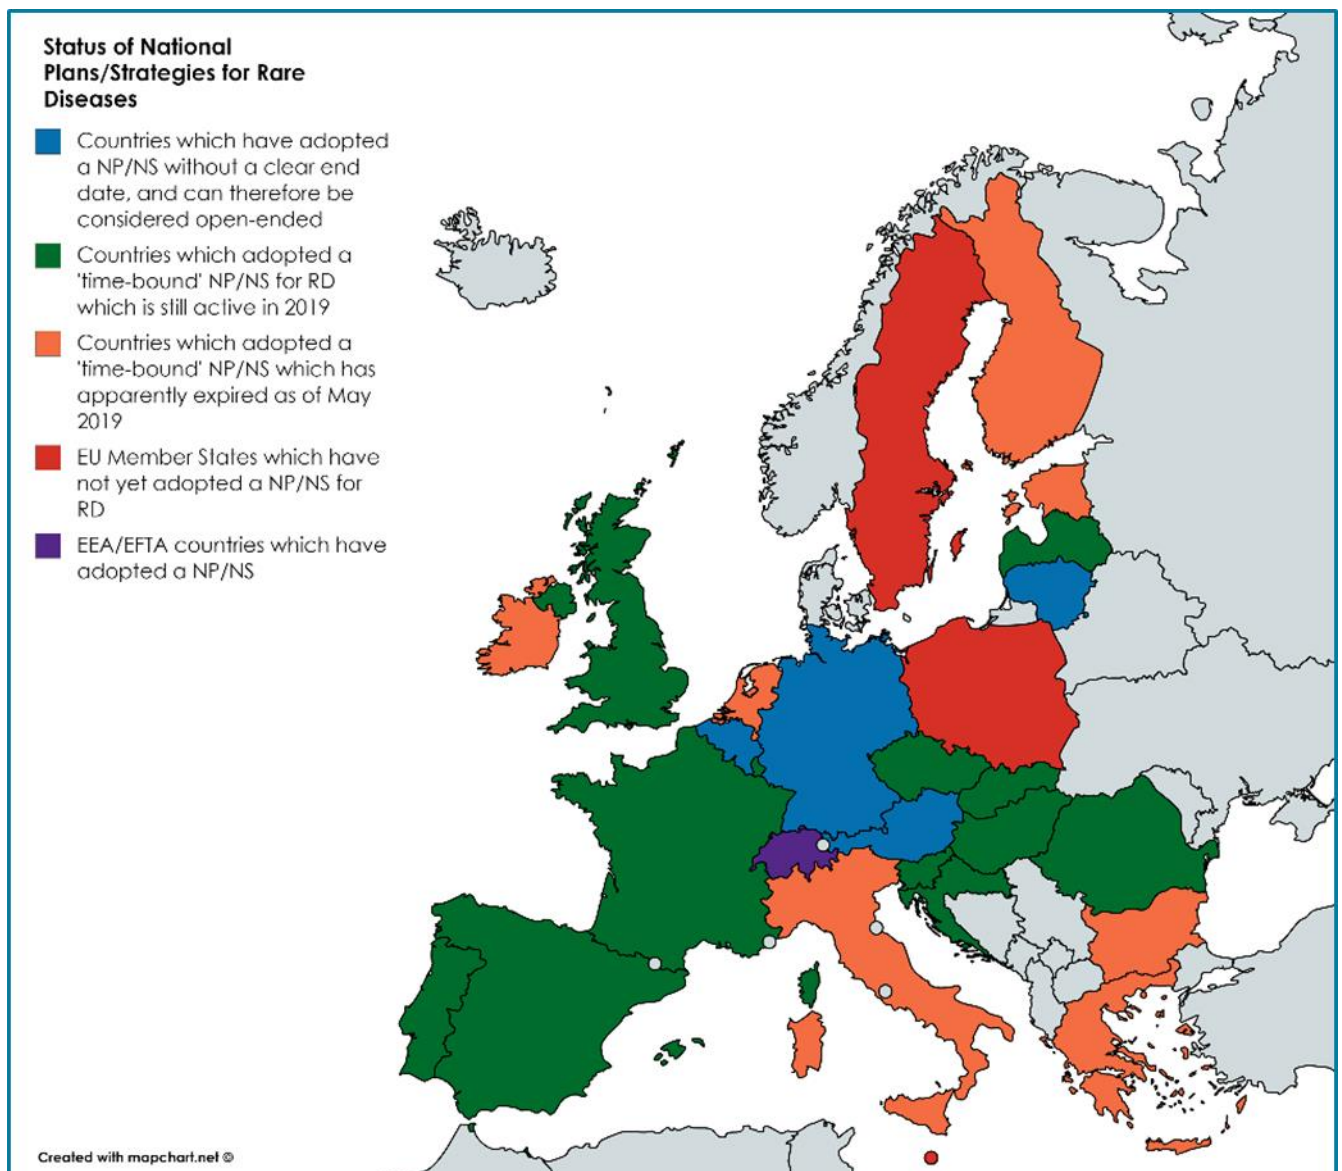 Status of National
Plans/Strategies for Rare
Diseases
Countries which have adopted
a NP/NS without a clear end
date, and can therefore be
considered open-ended
Countries which adopted a
'time-bound' NP/NS for RD
which is still active in 2019
Countries which adopted a
'time-bound' NP/NS which has
apparently expired as of May
2019
EU Member States which have
not yet adopted a NP/NS for
RD
EEA/EFTA countries which have
adopted a NP/NS
Created with mapchart.net ©